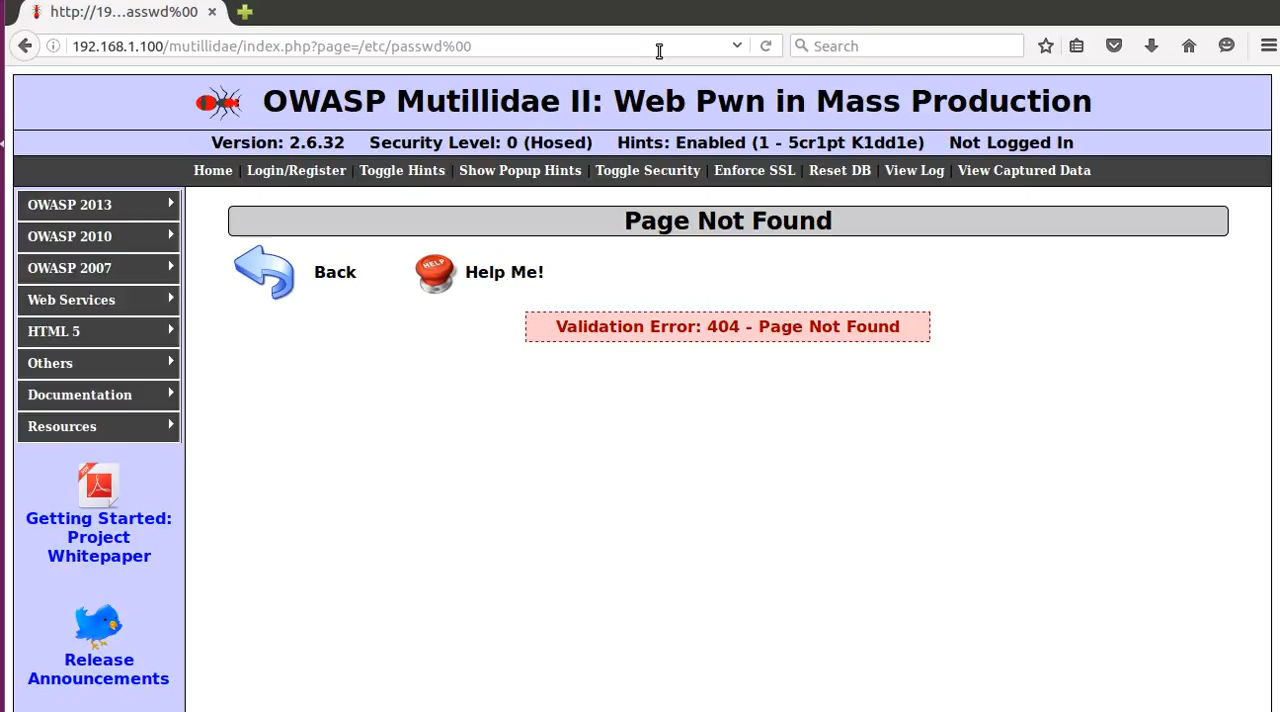 http://19...asswd%00
192.168.1.100/mutillidae/index.php?page=/etc/passwd%00
Search
OWASP Mutillidae II: Web Pwn in Mass Production
Version: 2.6.32 Security Level: 0 (Hosed) Hints: Enabled (1 - 5cr1pt K1dd1e) Not Logged In
Home | Login/Register | Toggle Hints | Show Popup Hints | Toggle Security | Enforce SSL | Reset DB | View Log | View Captured Data
OWASP 2013
OWASP 2010
OWASP 2007
Web Services
HTML 5
Others
Documentation
Resources
Getting Started:
Project
Whitepaper
Release
Announcements
Page Not Found
Back
HELP
Help Me!
Validation Error: 404 - Page Not Found